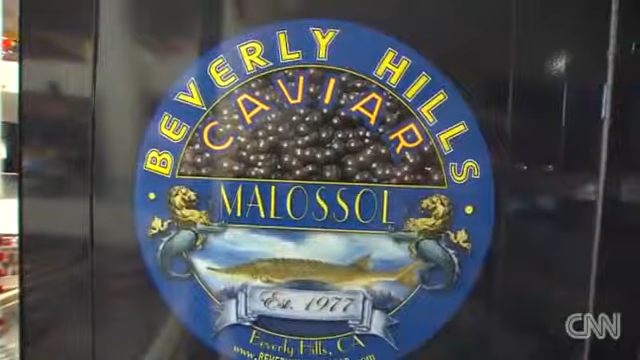 BEVERLY HILLS
CAVIAR
MALOSSOL
Est. 1977
Beverly Hills, CA
CNN